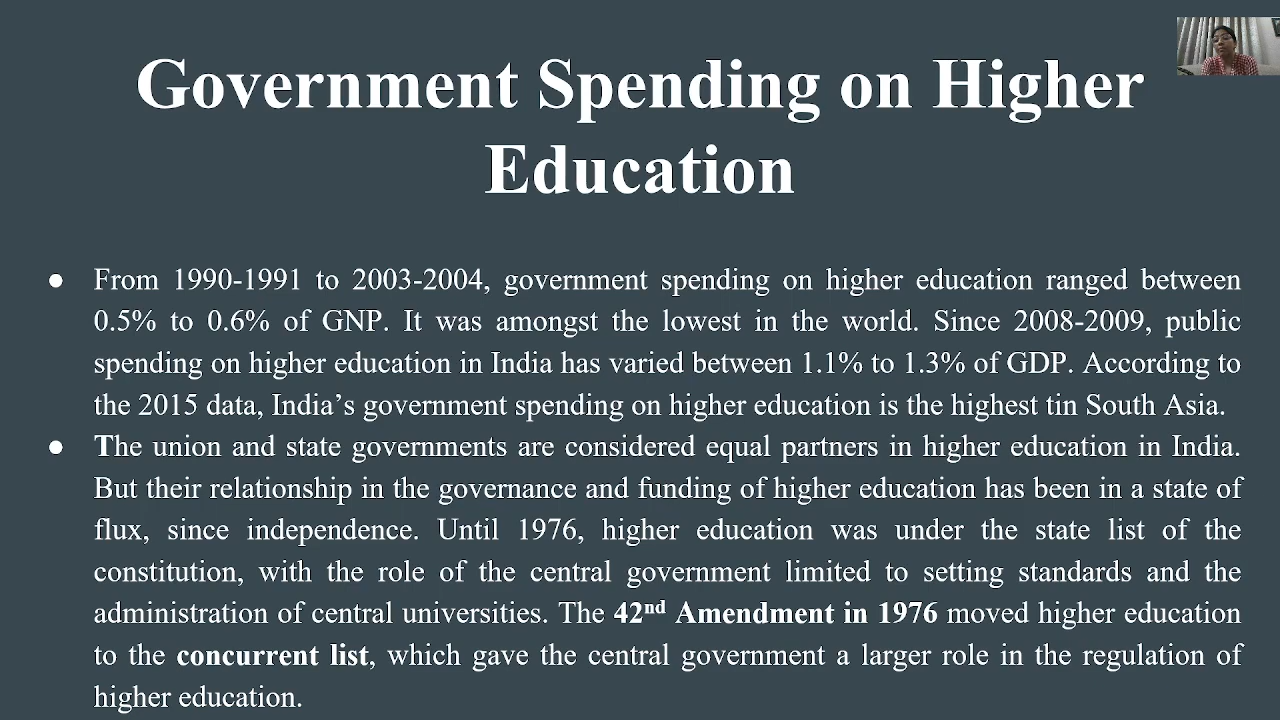 Government Spending on Higher
Education
● From 1990-1991 to 2003-2004, government spending on higher education ranged between
0.5% to 0.6% of GNP. It was amongst the lowest in the world. Since 2008-2009, public
spending on higher education in India has varied between 1.1% to 1.3% of GDP. According to
the 2015 data, India’s government spending on higher education is the highest tin South Asia.
● The union and state governments are considered equal partners in higher education in India.
But their relationship in the governance and funding of higher education has been in a state of
flux, since independence. Until 1976, higher education was under the state list of the
constitution, with the role of the central government limited to setting standards and the
administration of central universities. The 42nd Amendment in 1976 moved higher education
to the concurrent list, which gave the central government a larger role in the regulation of
higher education.